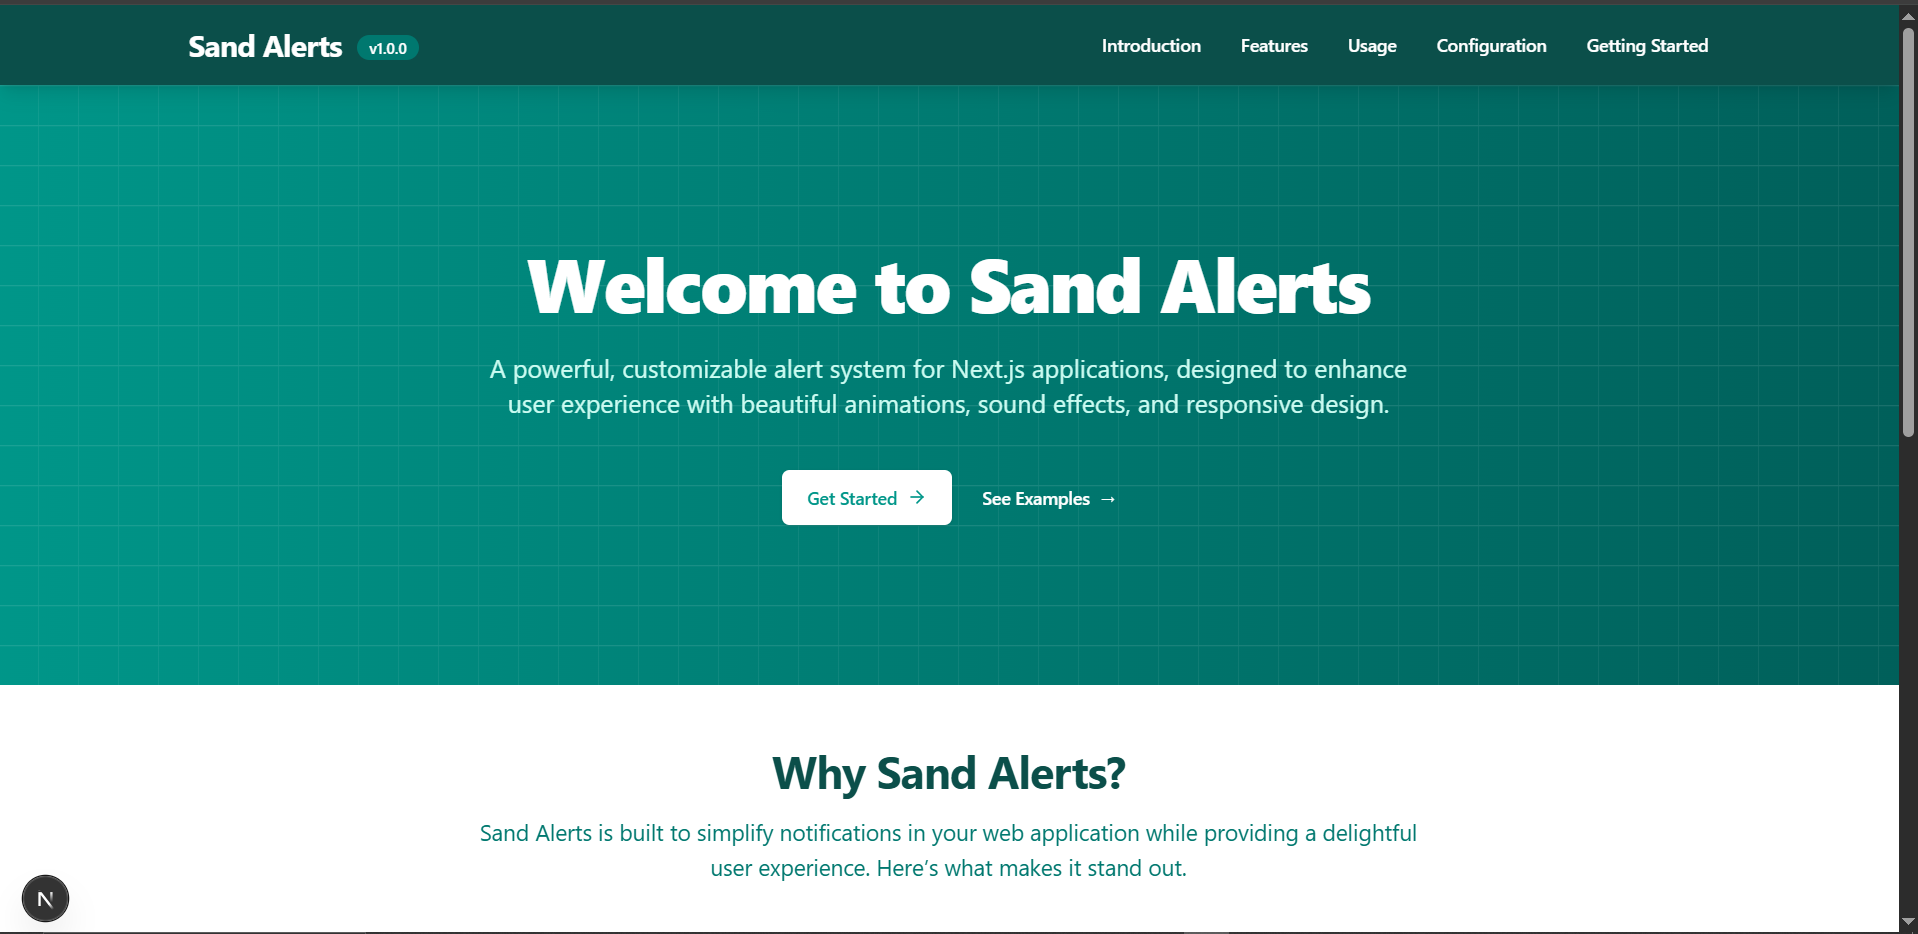 Sand Alerts v1.0.0
Introduction Features Usage Configuration Getting Started
Welcome to Sand Alerts
A powerful, customizable alert system for Next.js applications, designed to enhance
user experience with beautiful animations, sound effects, and responsive design.
Get Started → See Examples →
Why Sand Alerts?
Sand Alerts is built to simplify notifications in your web application while providing a delightful
user experience. Here’s what makes it stand out.
N